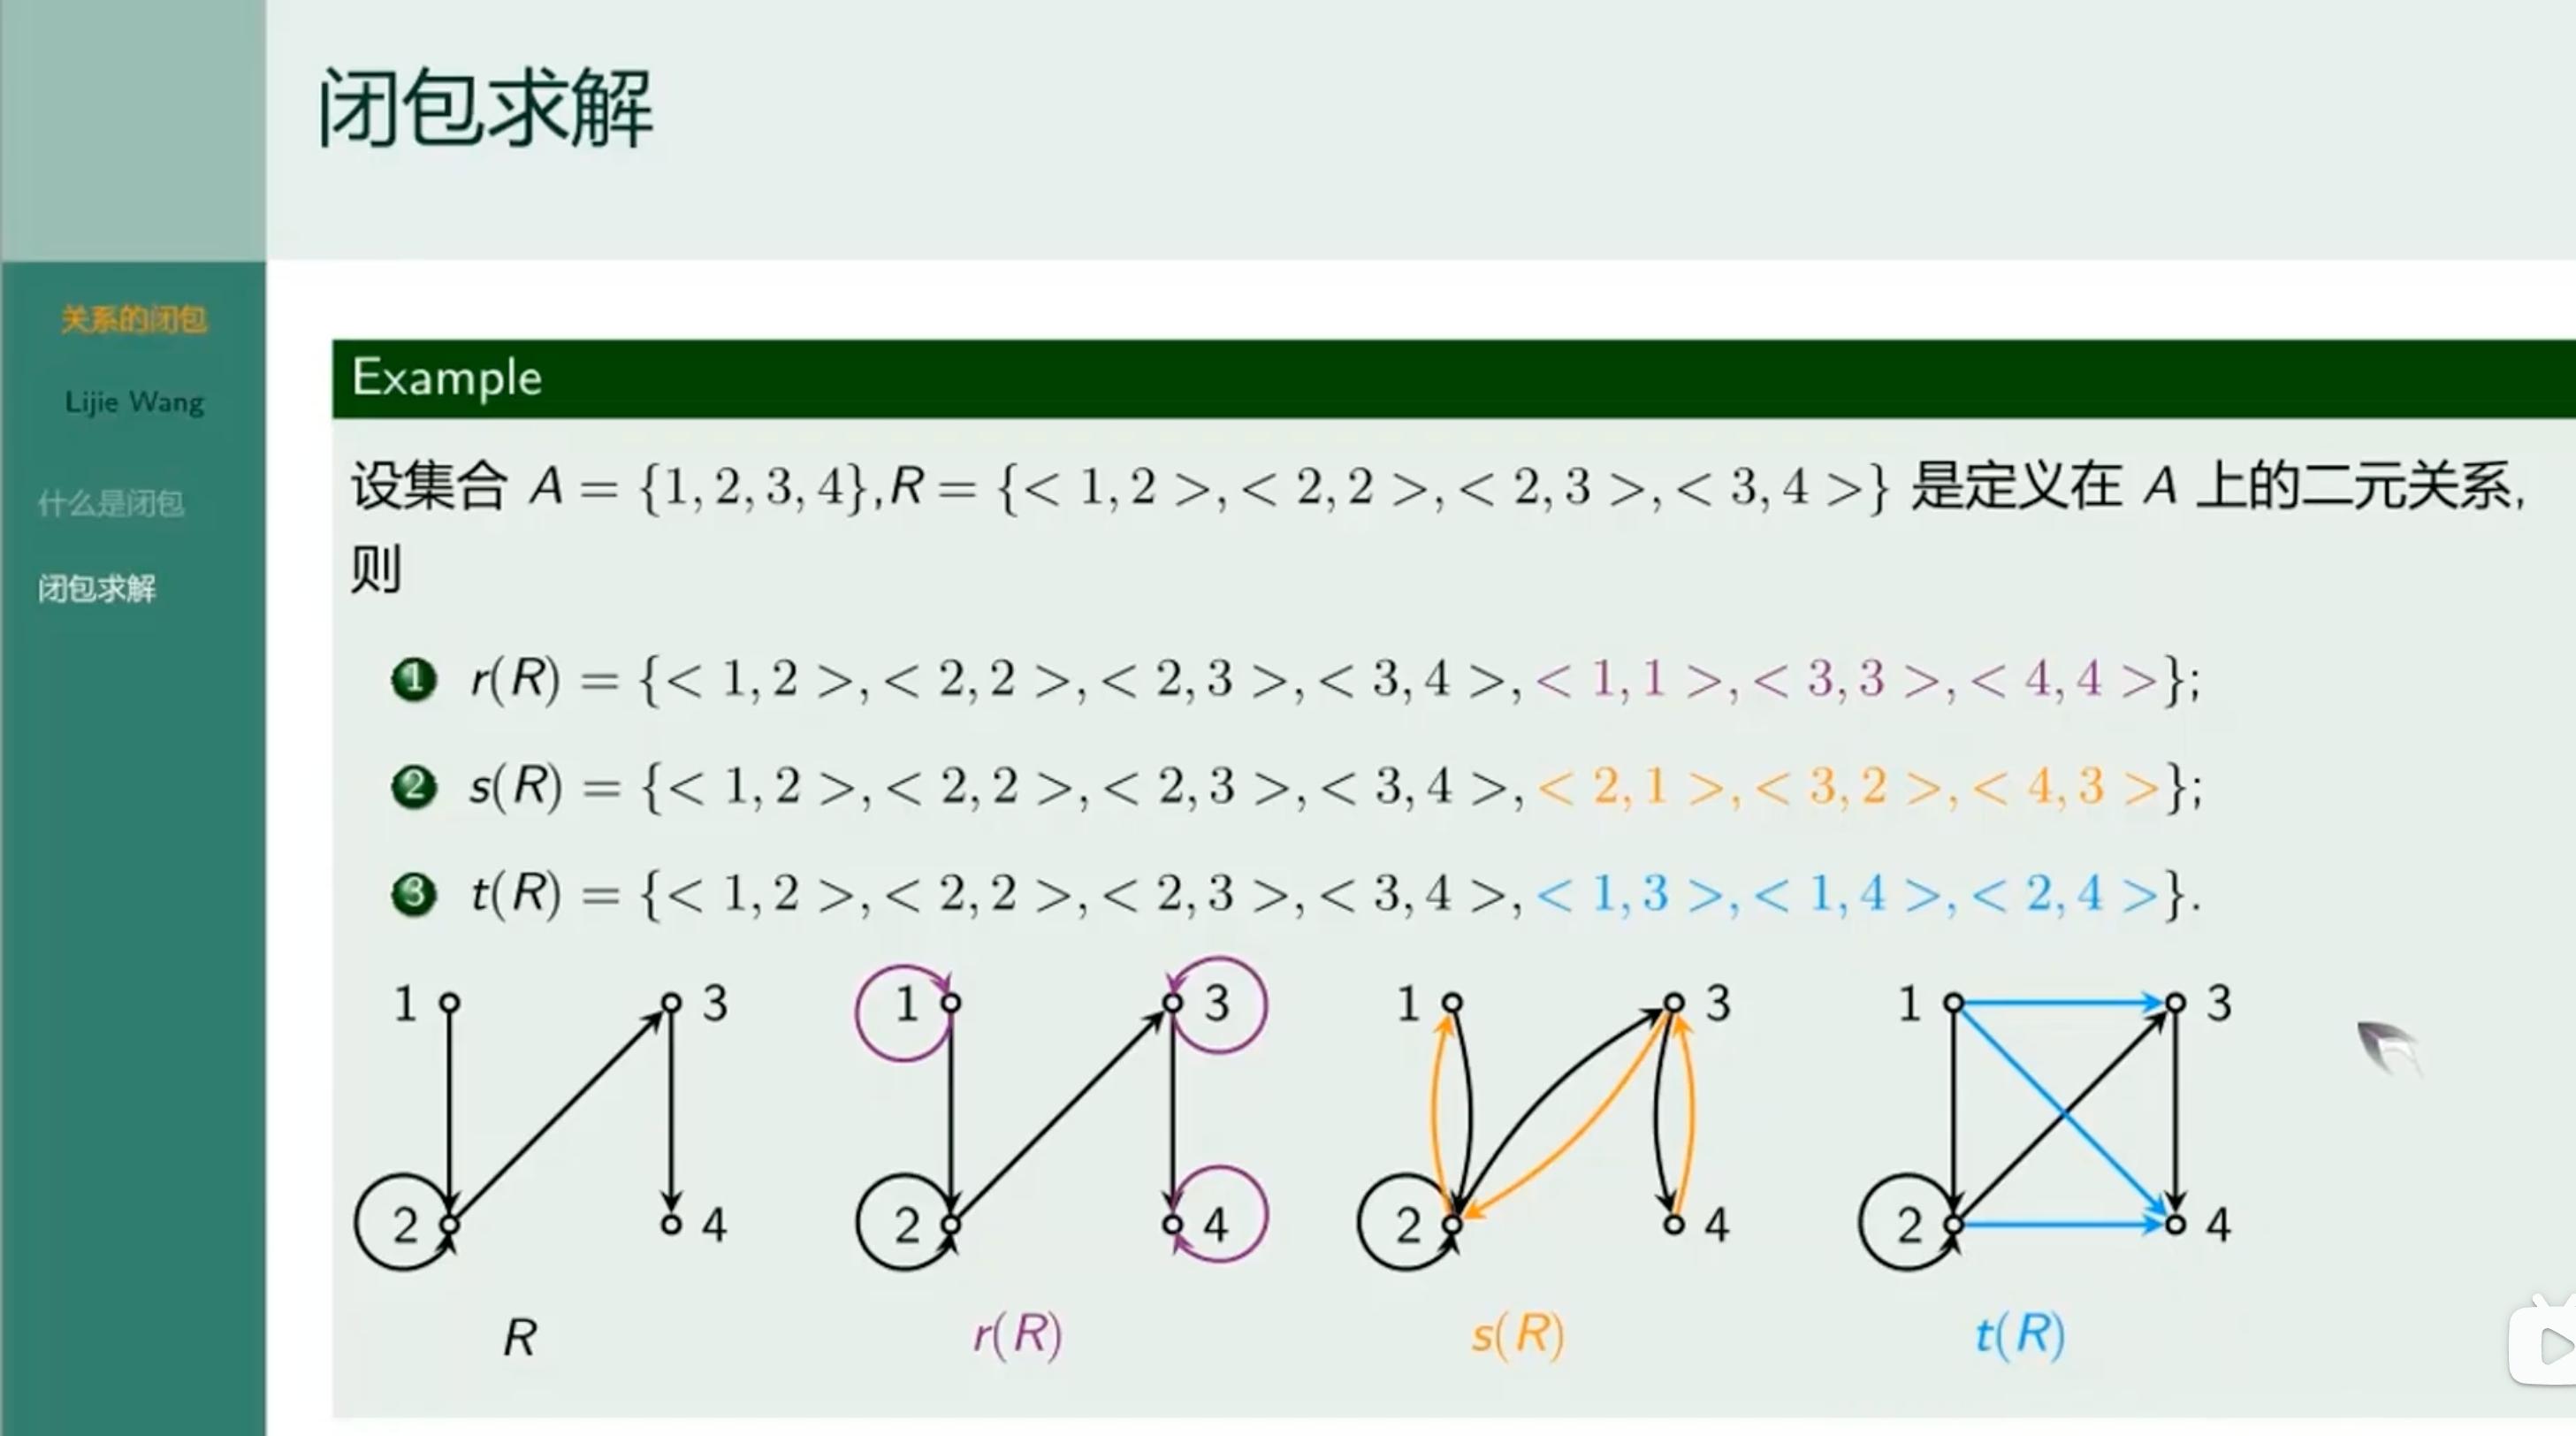 闭包求解
关系的闭包
Lijie Wang
什么是闭包
闭包求解
Example
设集合 A = {1, 2, 3, 4}, R = {< 1, 2 >, < 2, 2 >, < 2, 3 >, < 3, 4 >} 是定义在 A 上的二元关系,
则
1 r(R) = {< 1, 2 >, < 2, 2 >, < 2, 3 >, < 3, 4 >, < 1, 1 >, < 3, 3 >, < 4, 4 >};
2 s(R) = {< 1, 2 >, < 2, 2 >, < 2, 3 >, < 3, 4 >, < 2, 1 >, < 3, 2 >, < 4, 3 >};
3 t(R) = {< 1, 2 >, < 2, 2 >, < 2, 3 >, < 3, 4 >, < 1, 3 >, < 1, 4 >, < 2, 4 >}.
1 3 1 3 1 3 1 3
2 4 2 4 2 4 2 4
R r(R) s(R) t(R)